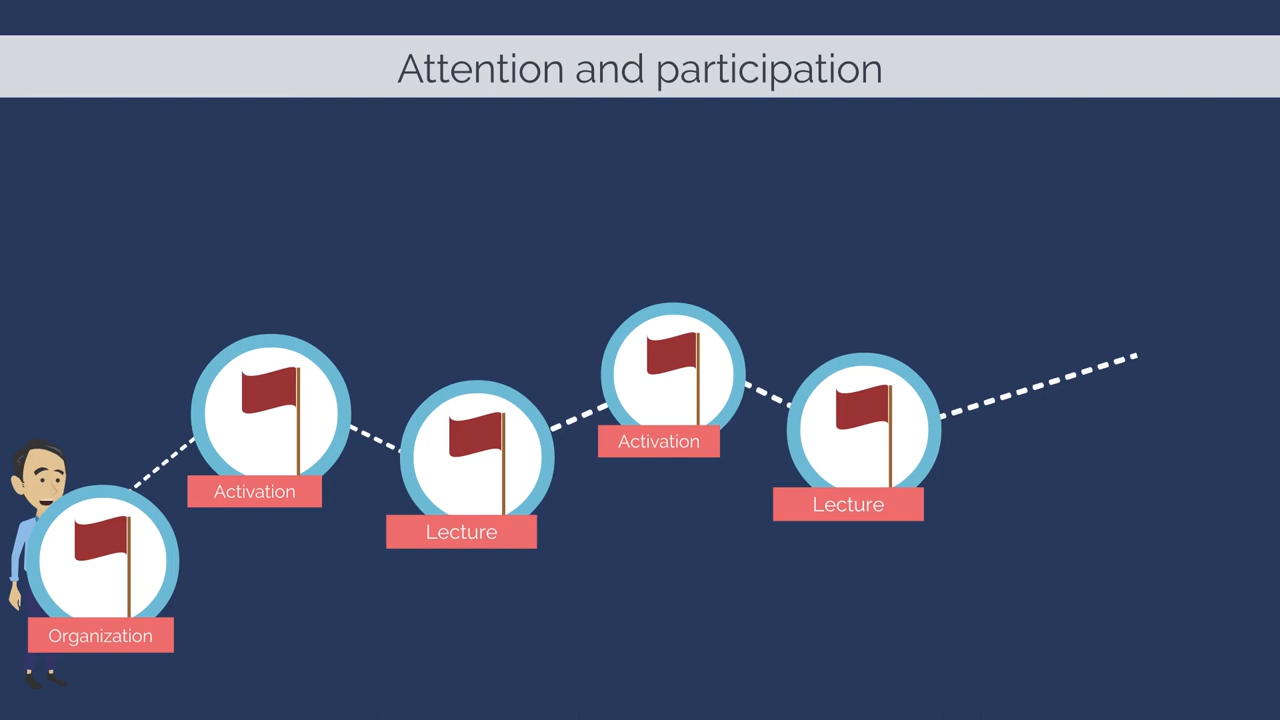 Attention and participation
Organization
Activation
Lecture
Activation
Lecture